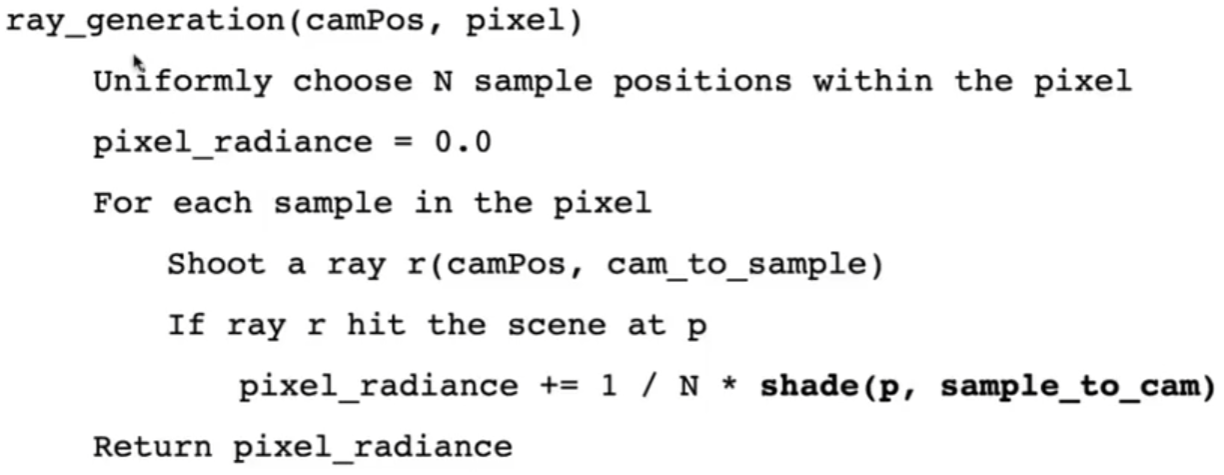 ray_generation(camPos, pixel)
Uniformly choose N sample positions within the pixel
pixel_radiance = 0.0
For each sample in the pixel
Shoot a ray r(camPos, cam_to_sample)
If ray r hit the scene at p
pixel_radiance += 1 / N * shade(p, sample_to_cam)
Return pixel_radiance